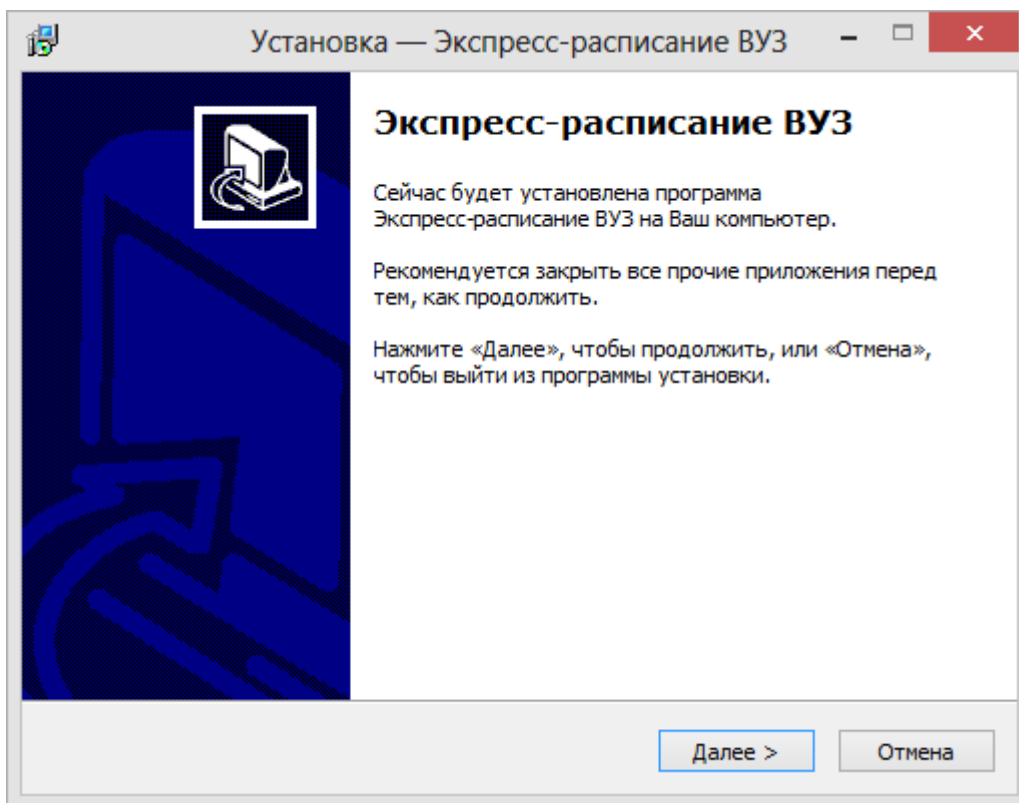 Установка — Экспресс-расписание ВУЗ
Экспресс-расписание ВУЗ
Сейчас будет установлена программа
Экспресс-расписание ВУЗ на Ваш компьютер.
Рекомендуется закрыть все прочие приложения перед
тем, как продолжить.
Нажмите «Далее», чтобы продолжить, или «Отмена»,
чтобы выйти из программы установки.
Далее >
Отмена